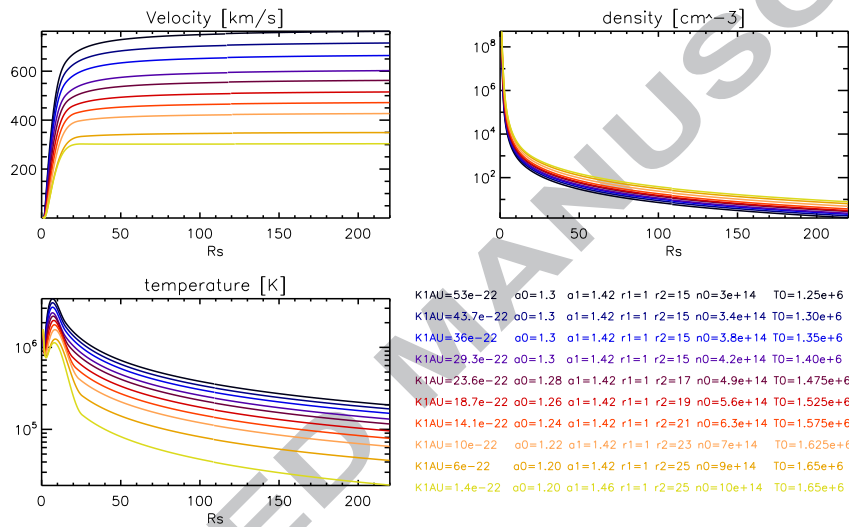 Velocity [km/s]
600
400
200
0 50 100 150 200
Rs
density [cm^-3]
10^8
10^6
10^4
10^2
0 50 100 150 200
Rs
temperature [K]
10^6
10^5
0 50 100 150 200
Rs
K1AU=53e-22 a0=1.3 a1=1.42 r1=1 r2=15 n0=3e+14 T0=1.25e+6
K1AU=43.7e-22 a0=1.3 a1=1.42 r1=1 r2=15 n0=3.4e+14 T0=1.30e+6
K1AU=36e-22 a0=1.3 a1=1.42 r1=1 r2=15 n0=3.8e+14 T0=1.35e+6
K1AU=29.3e-22 a0=1.3 a1=1.42 r1=1 r2=15 n0=4.2e+14 T0=1.40e+6
K1AU=23.6e-22 a0=1.28 a1=1.42 r1=1 r2=17 n0=4.9e+14 T0=1.475e+6
K1AU=18.7e-22 a0=1.26 a1=1.42 r1=1 r2=19 n0=5.6e+14 T0=1.525e+6
K1AU=14.1e-22 a0=1.24 a1=1.42 r1=1 r2=21 n0=6.3e+14 T0=1.575e+6
K1AU=10e-22 a0=1.22 a1=1.42 r1=1 r2=23 n0=7e+14 T0=1.625e+6
K1AU=6e-22 a0=1.20 a1=1.42 r1=1 r2=25 n0=9e+14 T0=1.65e+6
K1AU=1.4e-22 a0=1.20 a1=1.46 r1=1 r2=25 n0=10e+14 T0=1.65e+6
ED MANUSC